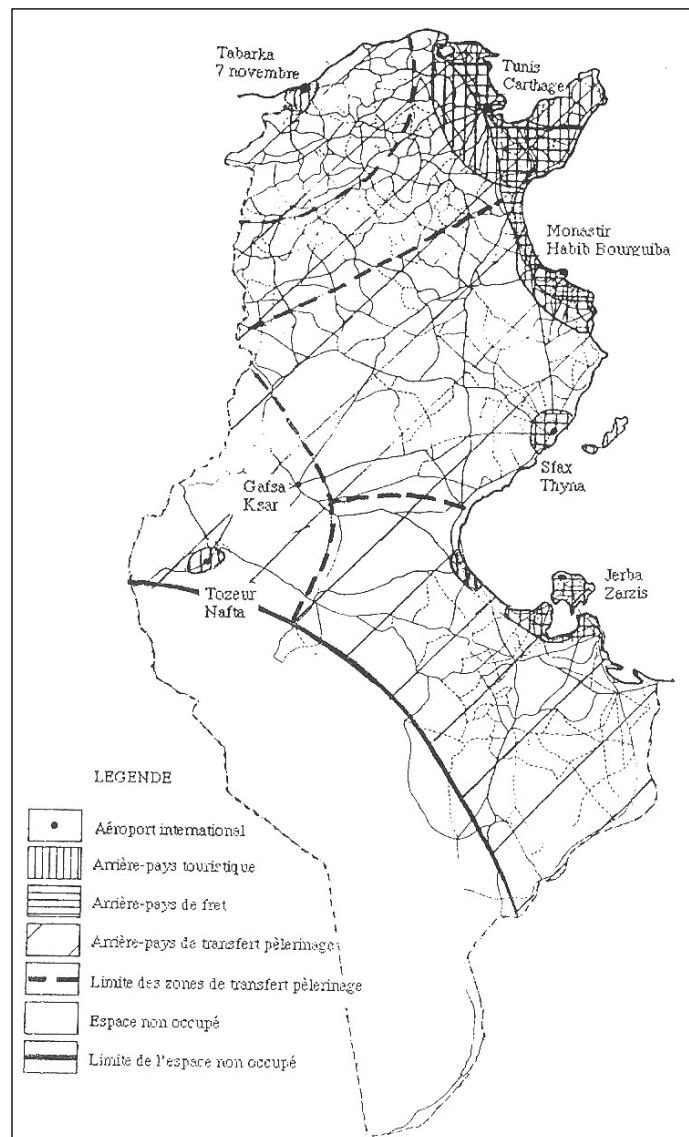 Tabarka
7 novembre
Tunis
Carthage
Monastir
Habib Bourguiba
Sfax
Thyna
Gafsa
Ksar
Tozeur
Nafta
Jerba
Zarzis
LEGENDE
Aéroport international
Arrière-pays touristique
Arrière-pays de fret
Arrière-pays de transfert pèlerinage
Limite des zones de transfert pèlerinage
Espace non occupé
Limite de l'espace non occupé